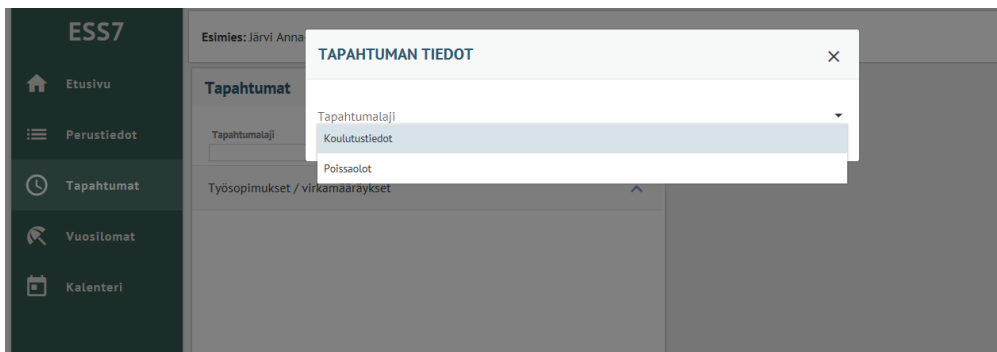 ESS7
Etusivu
Perustiedot
Tapahtumat
Vuosilomat
Kalenteri
Esimies: Järvi Anna
Tapahtumat
Tapahtumalaji
Työsopimukset / virkamääräykset
TAPAHTUMAN TIEDOT
Tapahtumalaji
Koulutustiedot
Poissaolot